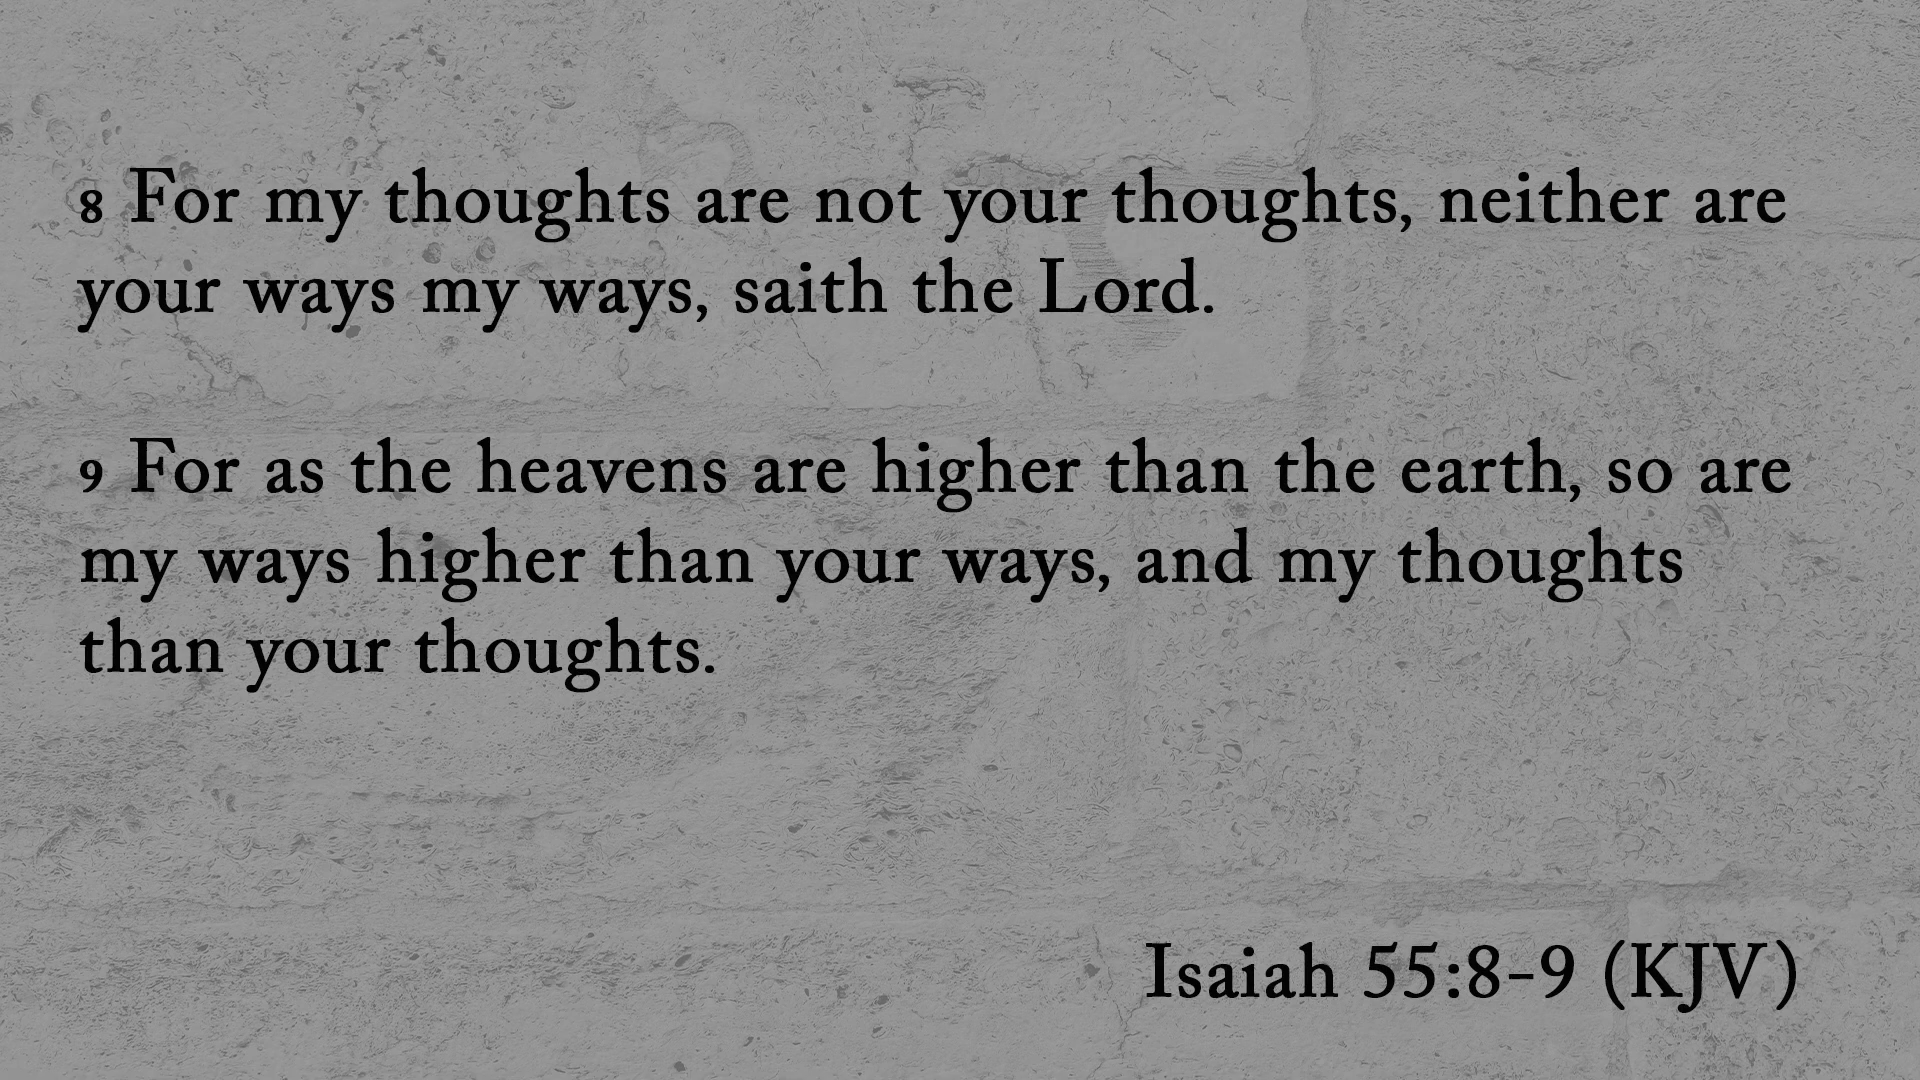 8 For my thoughts are not your thoughts, neither are
your ways my ways, saith the Lord.
9 For as the heavens are higher than the earth, so are
my ways higher than your ways, and my thoughts
than your thoughts.
Isaiah 55:8-9 (KJV)